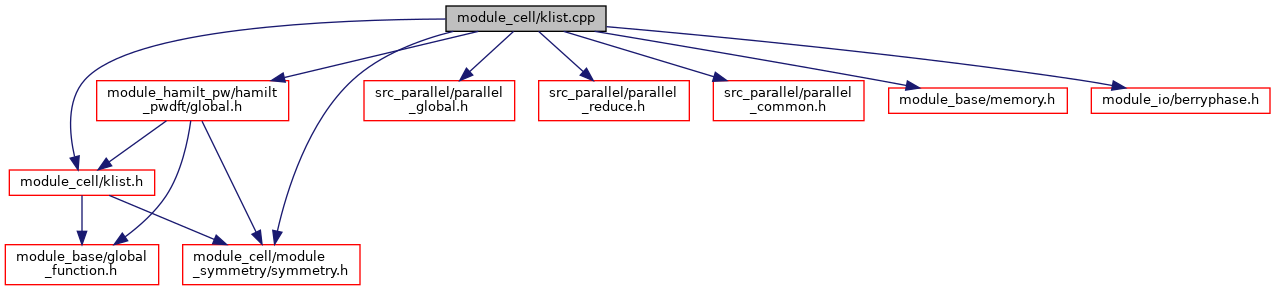 module_cell/klist.cpp
module_hamilt_pw/hamilt
_pwdft/global.h
src_parallel/parallel
_global.h
src_parallel/parallel
_reduce.h
src_parallel/parallel
_common.h
module_base/memory.h
module_io/berryphase.h
module_cell/klist.h
module_base/global
_function.h
module_cell/module
_symmetry/symmetry.h